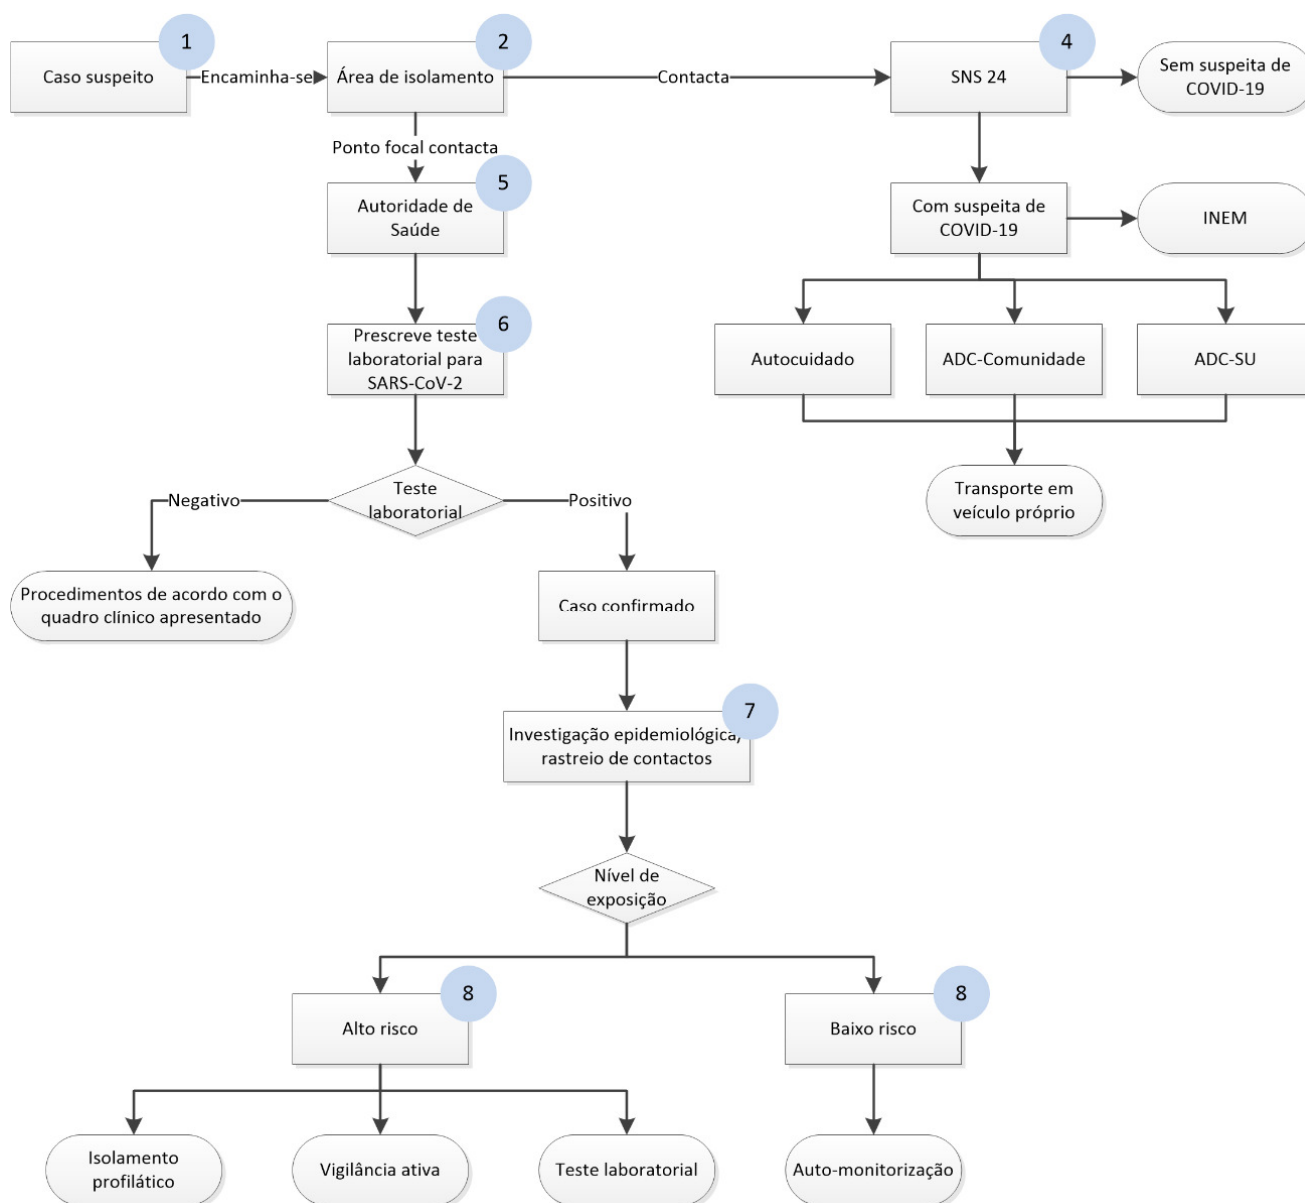 1
Caso suspeito
Encaminha-se
2
Área de isolamento
Contacta
4
SNS 24
Sem suspeita de
COVID-19
Ponto focal contacta
5
Autoridade de
Saúde
Com suspeita de
COVID-19
INEM
6
Prescreve teste
laboratorial para
SARS-CoV-2
Autocuidado
ADC-Comunidade
ADC-SU
Negativo
Teste
laboratorial
Positivo
Transporte em
veículo próprio
Procedimentos de acordo com o
quadro clínico apresentado
Caso confirmado
7
Investigação epidemiológica/
rastreio de contactos
Nível de
exposição
8
Alto risco
8
Baixo risco
Isolamento
profilático
Vigilância ativa
Teste laboratorial
Auto-monitorização